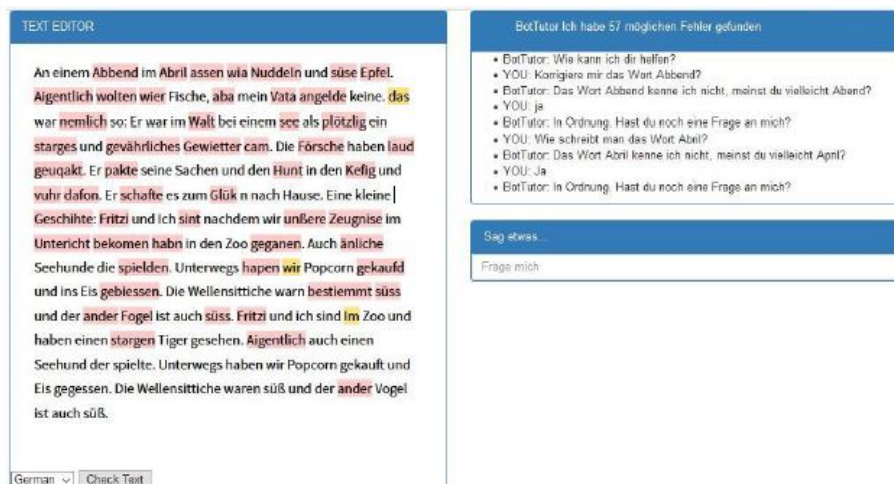 TEXT EDITOR
An einem Abbend im Abril assen wia Nuddeln und süse Epfel.
Aigentlich wolten wier Fische, aba mein Vata angelde keine. das
war nemlich so: Er war im Walt bei einem see als plötzlig ein
starges und gevährliches Gewietter cam. Die Försche haben laud
geuqakt. Er pakte seine Sachen und den Hunt in den Kefig und
vuhr dafon. Er schafte es zum Glük n nach Hause. Eine kleine
Geschihte: Fritzi und Ich sint nachdem wir unßere Zeugnise im
Untericht bekomen habn in den Zoo geganen. Auch änliche
Seehunde die spielden. Unterwegs hapen wir Popcorn gekaufd
und ins Eis gebiessen. Die Wellensittiche warn bestiemmt süss
und der ander Fogel ist auch süss. Fritzi und ich sind Im Zoo und
haben einen stargen Tiger gesehen. Aigentlich auch einen
Seehund der spielte. Unterwegs haben wir Popcorn gekauft und
Eis gegessen. Die Wellensittiche waren süß und der ander Vogel
ist auch süß.
German Check Text
BotTutor Ich habe 57 möglichen Fehler gefunden
• BotTutor: Wie kann ich dir helfen?
• YOU: Korrigiere mir das Wort Abbend?
• BotTutor: Das Wort Abbend kenne ich nicht, meinst du vielleicht Abend?
• YOU: ja
• BotTutor: In Ordnung. Hast du noch eine Frage an mich?
• YOU: Wie schreibt man das Wort Abril?
• BotTutor: Das Wort Abril kenne ich nicht, meinst du vielleicht April?
• YOU: Ja
• BotTutor: In Ordnung. Hast du noch eine Frage an mich?
Sag etwas...
Frage mich